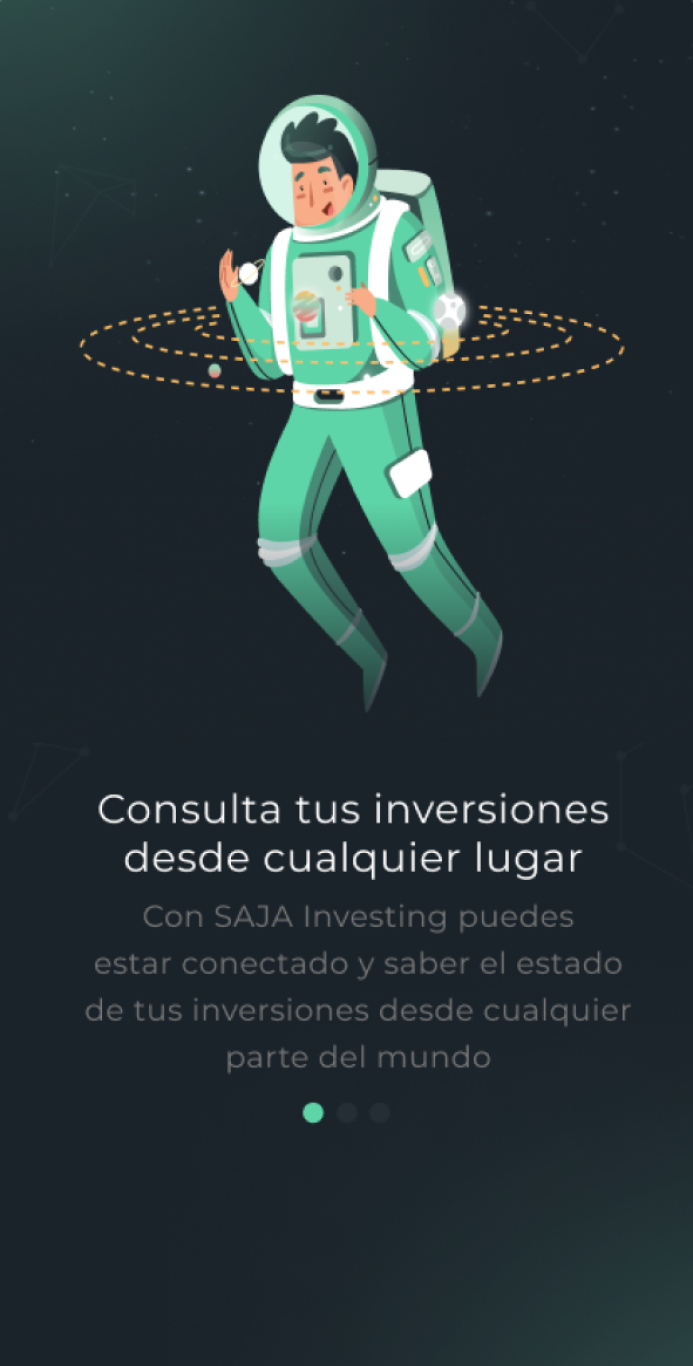 Consulta tus inversiones
desde cualquier lugar
Con SAJA Investing puedes
estar conectado y saber el estado
de tus inversiones desde cualquier
parte del mundo